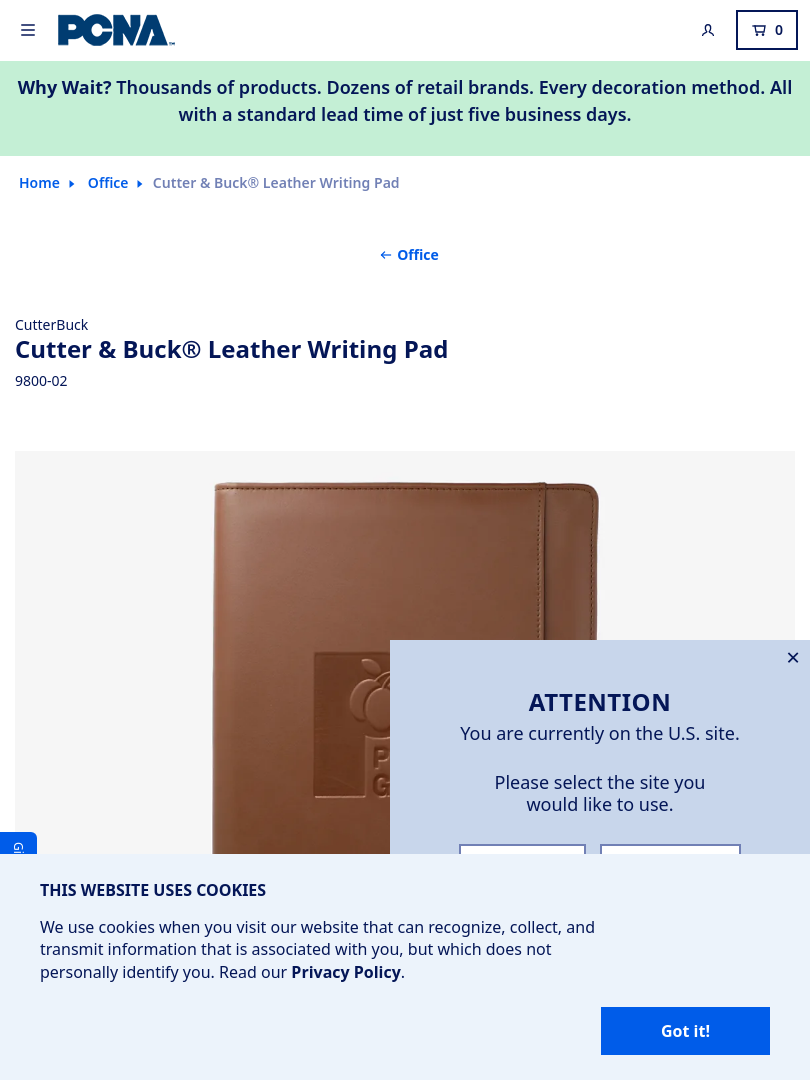 PCNA
0
Why Wait? Thousands of products. Dozens of retail brands. Every decoration method. All
with a standard lead time of just five business days.
Home Office Cutter & Buck® Leather Writing Pad
← Office
CutterBuck
Cutter & Buck® Leather Writing Pad
9800-02
ATTENTION
You are currently on the U.S. site.
Please select the site you
would like to use.
THIS WEBSITE USES COOKIES
We use cookies when you visit our website that can recognize, collect, and
transmit information that is associated with you, but which does not
personally identify you. Read our Privacy Policy.
Got it!